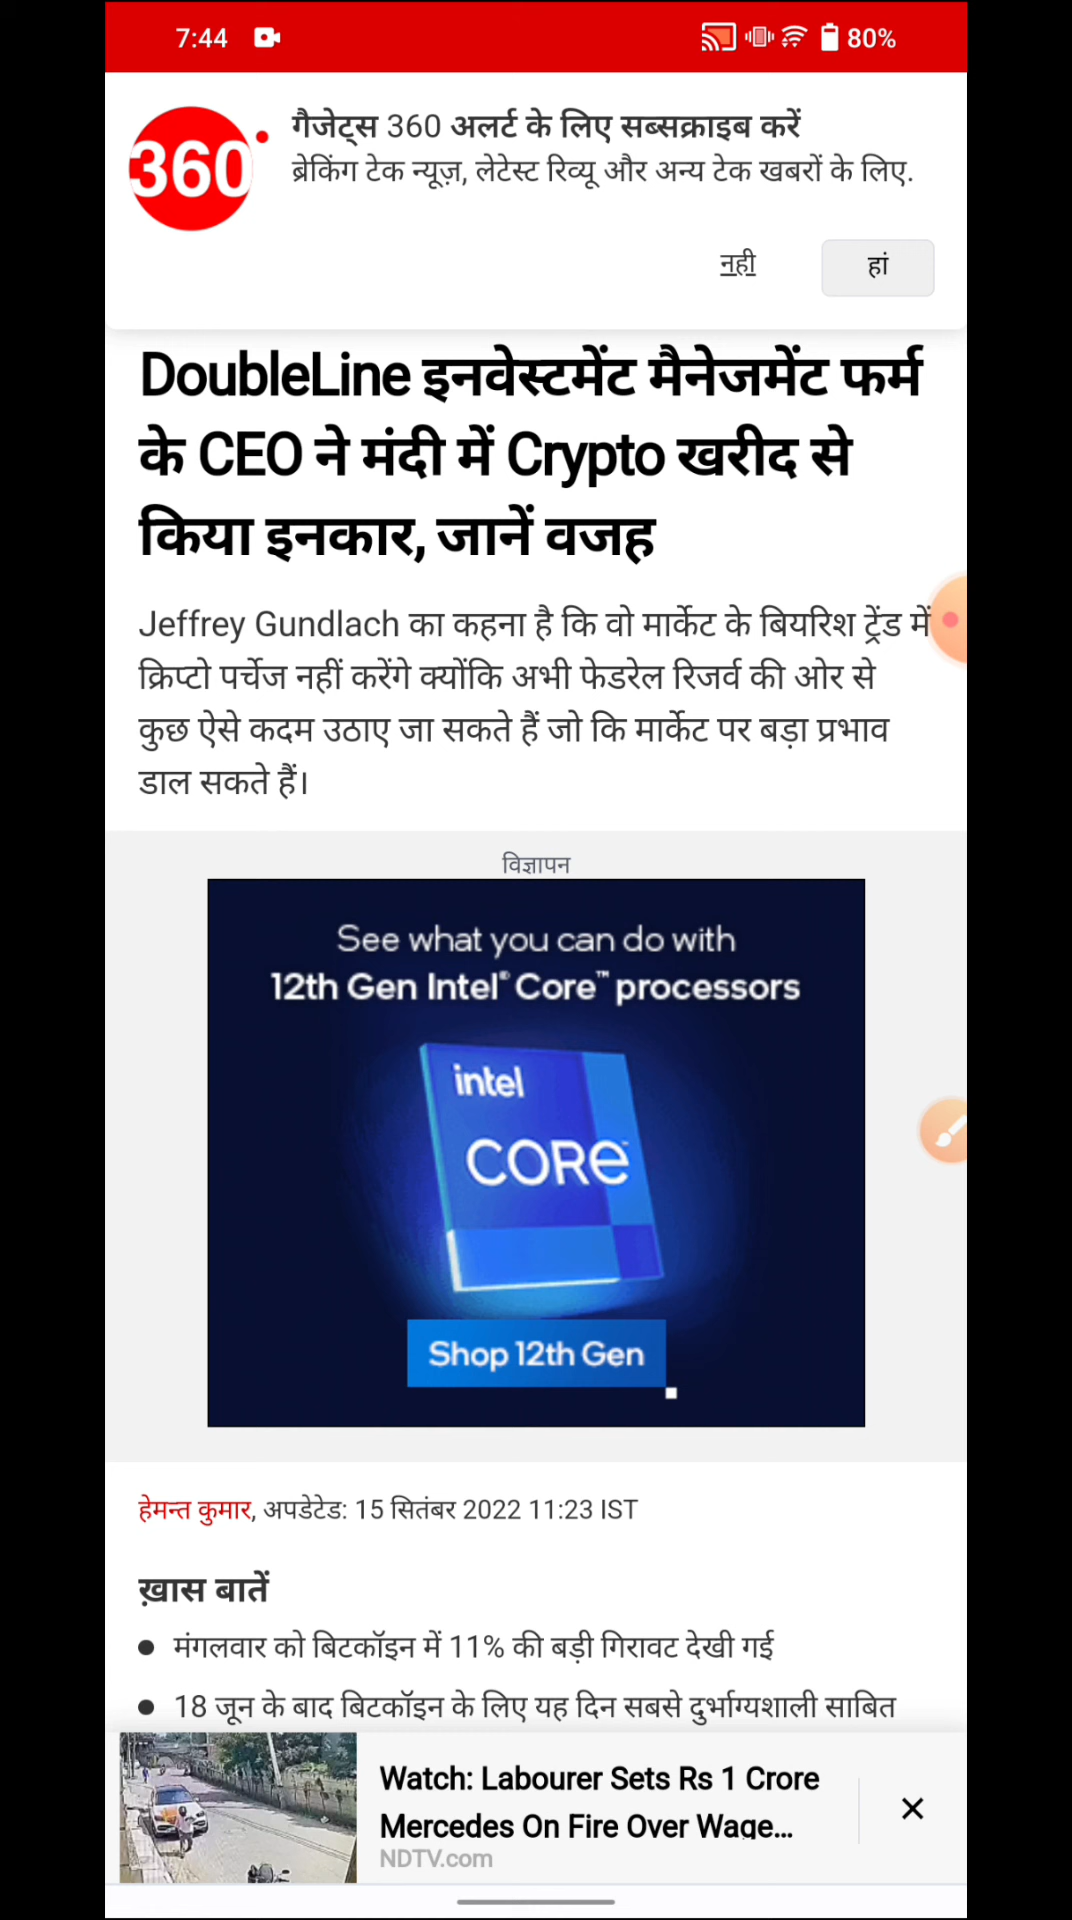 7:44
80%
360
गैजेट्स 360 अलर्ट के लिए सब्सक्राइब करें
ब्रेकिंग टेक न्यूज़, लेटेस्ट रिव्यू और अन्य टेक खबरों के लिए.
नही
हां
DoubleLine इनवेस्टमेंट मैनेजमेंट फर्म
के CEO ने मंदी में Crypto खरीद से
किया इनकार, जानें वजह
Jeffrey Gundlach का कहना है कि वो मार्केट के बियरिश ट्रेंड में
क्रिप्टो पर्चेज नहीं करेंगे क्योंकि अभी फेडरेल रिजर्व की ओर से
कुछ ऐसे कदम उठाए जा सकते हैं जो कि मार्केट पर बड़ा प्रभाव
डाल सकते हैं।
विज्ञापन
See what you can do with
12th Gen Intel® Core™ processors
intel
CORe™
Shop 12th Gen
हेमन्त कुमार, अपडेटेड: 15 सितंबर 2022 11:23 IST
ख़ास बातें
● मंगलवार को बिटकॉइन में 11% की बड़ी गिरावट देखी गई
● 18 जून के बाद बिटकॉइन के लिए यह दिन सबसे दुर्भाग्यशाली साबित
Watch: Labourer Sets Rs 1 Crore
Mercedes On Fire Over Wage...
NDTV.com